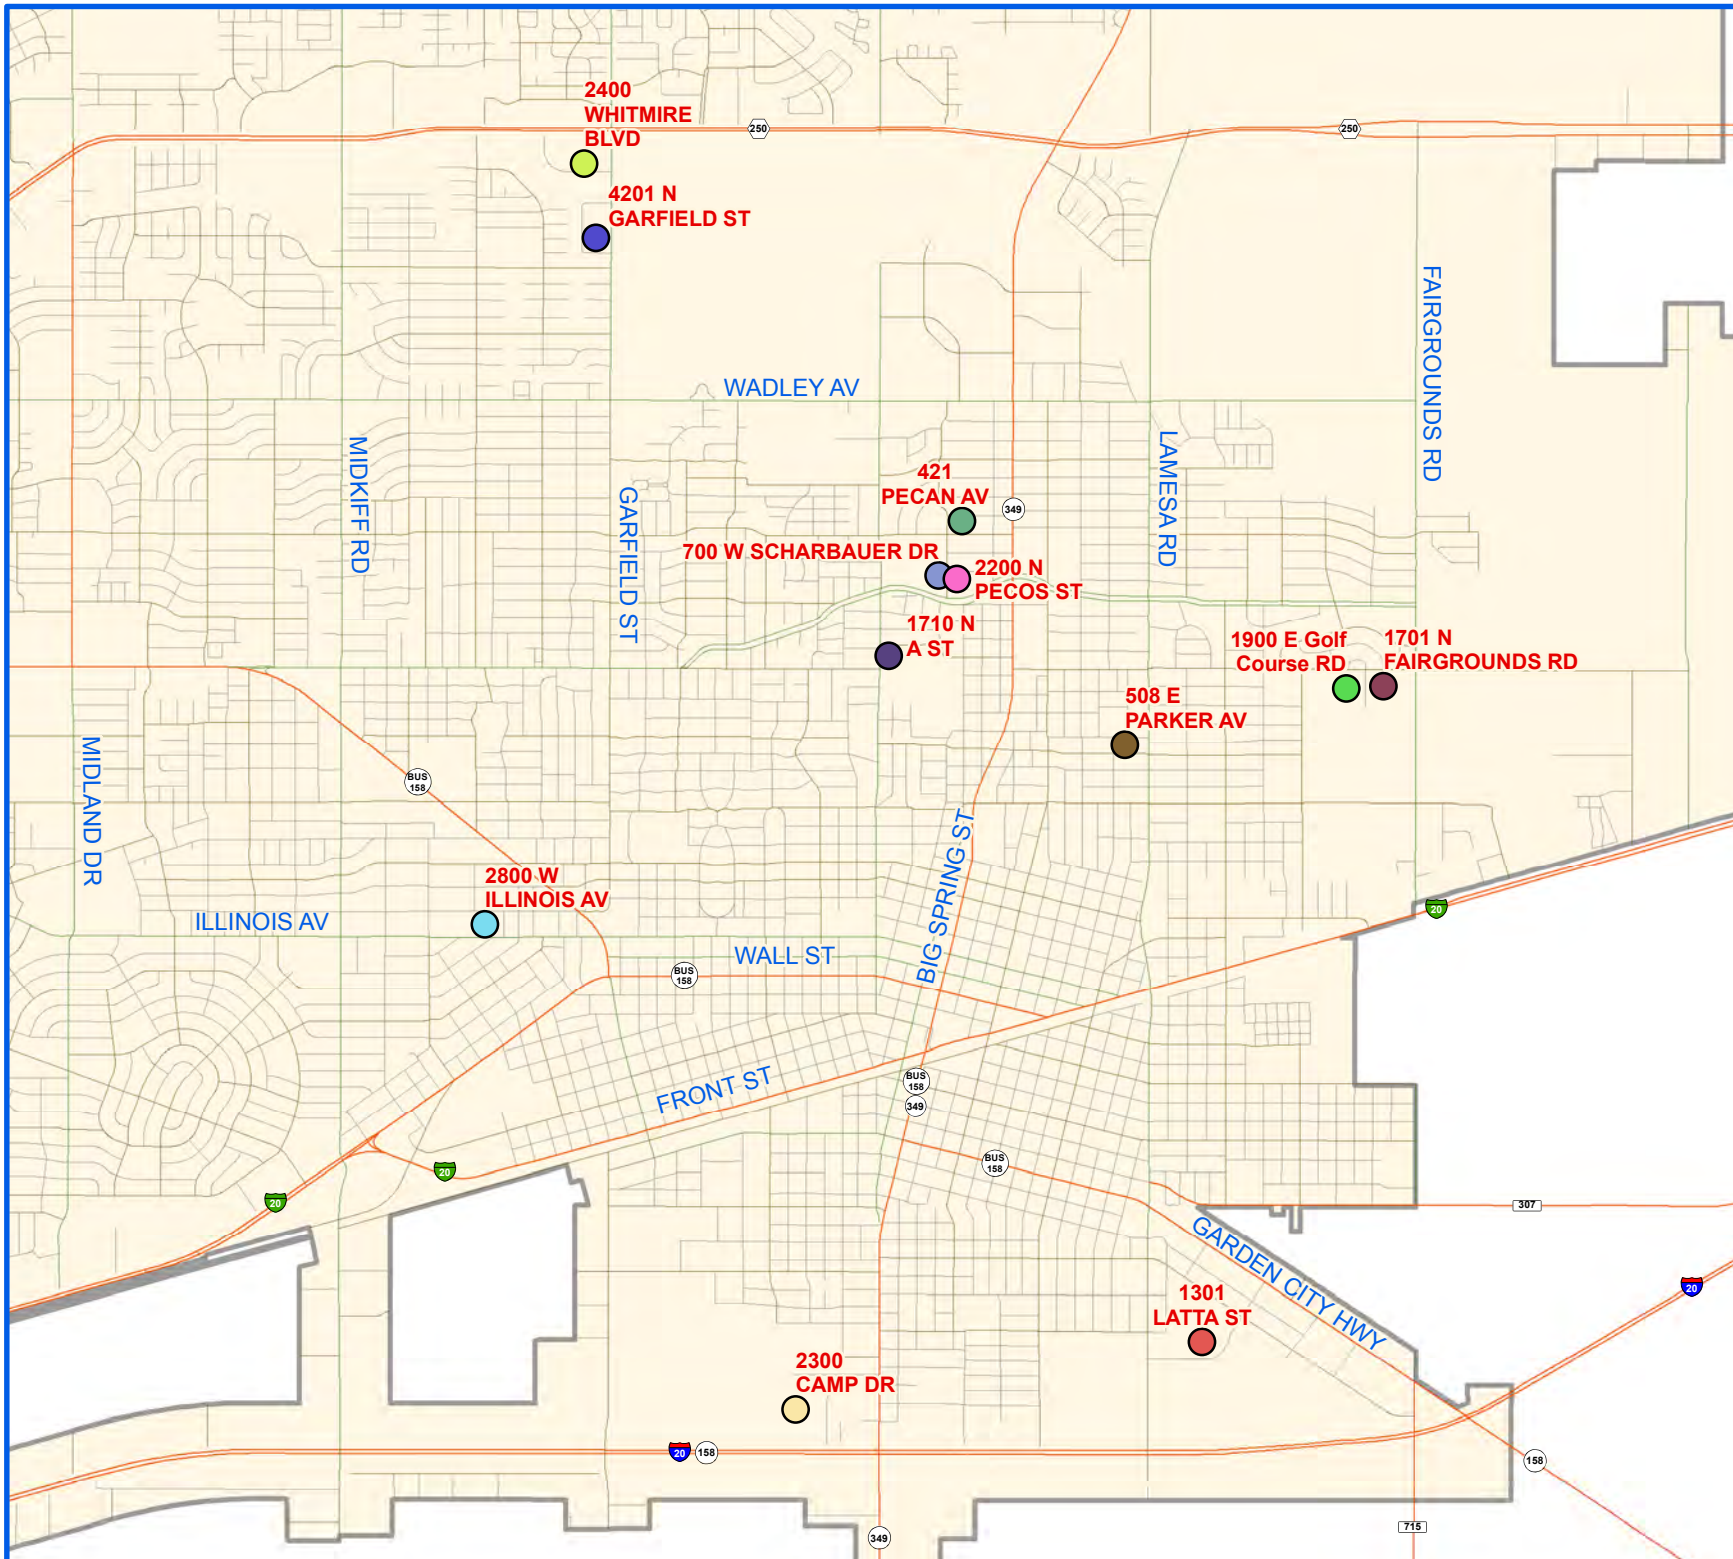 2400
WHITMIRE
BLVD
250
250
4201 N
GARFIELD ST
FAIRGROUNDS RD
WADLEY AV
MIDKIFF RD
LAMESA RD
421
PECAN AV
GARFIELD ST
349
700 W SCHARBAUER DR
2200 N
PECOS ST
1710 N
A ST
1900 E Golf
Course RD
1701 N
FAIRGROUNDS RD
508 E
PARKER AV
MIDLAND DR
BUS
158
BIG SPRING ST
2800 W
ILLINOIS AV
ILLINOIS AV
20
WALL ST
BUS
158
FRONT ST
BUS
158
349
BUS
158
20
20
307
GARDEN CITY HWY
20
1301
LATTA ST
2300
CAMP DR
20
158
158
715
349